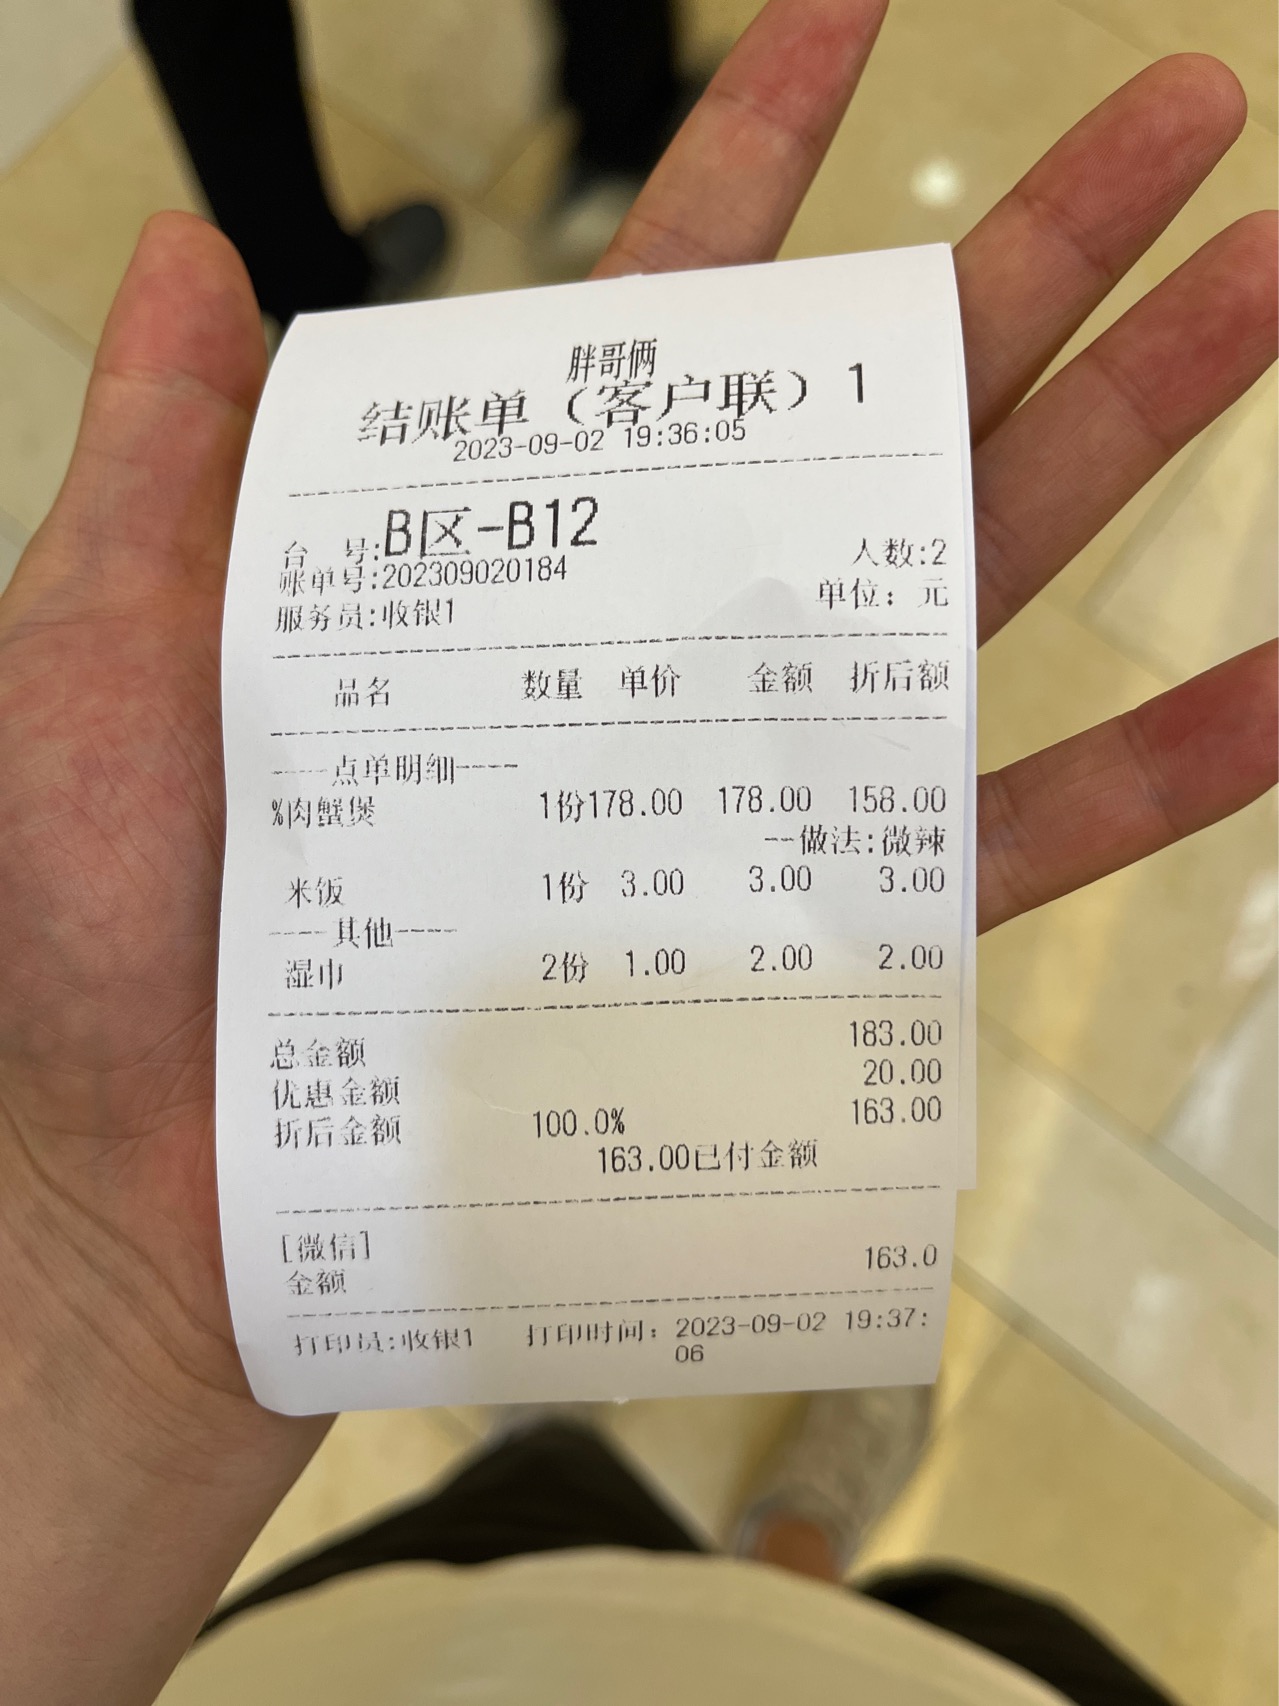 胖哥俩
结账单（客户联）1
2023-09-02 19:36:05
台 号:B区-B12
人数:2
账单号:202309020184
单位：元
服务员:收银1
品名 数量 单价 金额 折后额
----点单明细----
%肉蟹煲 1份178.00 178.00 158.00
--做法:微辣
米饭 1份 3.00 3.00 3.00
----其他----
湿巾 2份 1.00 2.00 2.00
总金额 183.00
优惠金额 20.00
折后金额 100.0% 163.00
163.00已付金额
[微信]
金额 163.0
打印员:收银1 打印时间：2023-09-02 19:37:
06